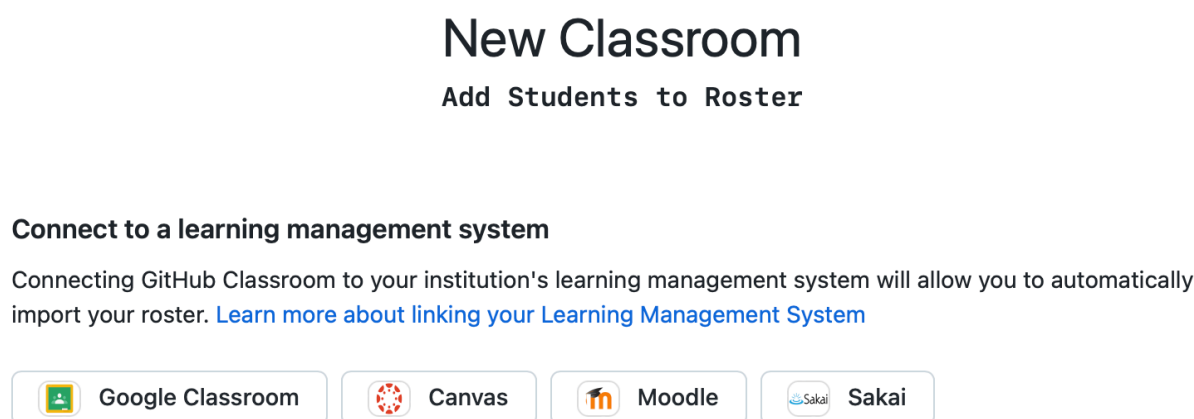 New Classroom
Add Students to Roster
Connect to a learning management system
Connecting GitHub Classroom to your institution's learning management system will allow you to automatically
import your roster. Learn more about linking your Learning Management System
Google Classroom Canvas Moodle Sakai Sakai